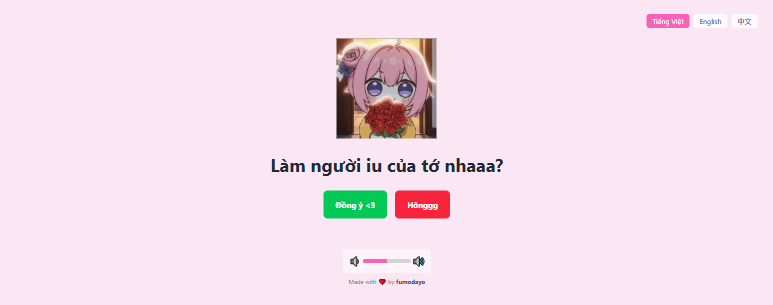 Tiếng Việt English 中文
Làm người iu của tớ nhaaa?
Đồng ý <3 Hônggg
Made with ❤ by fumodayo